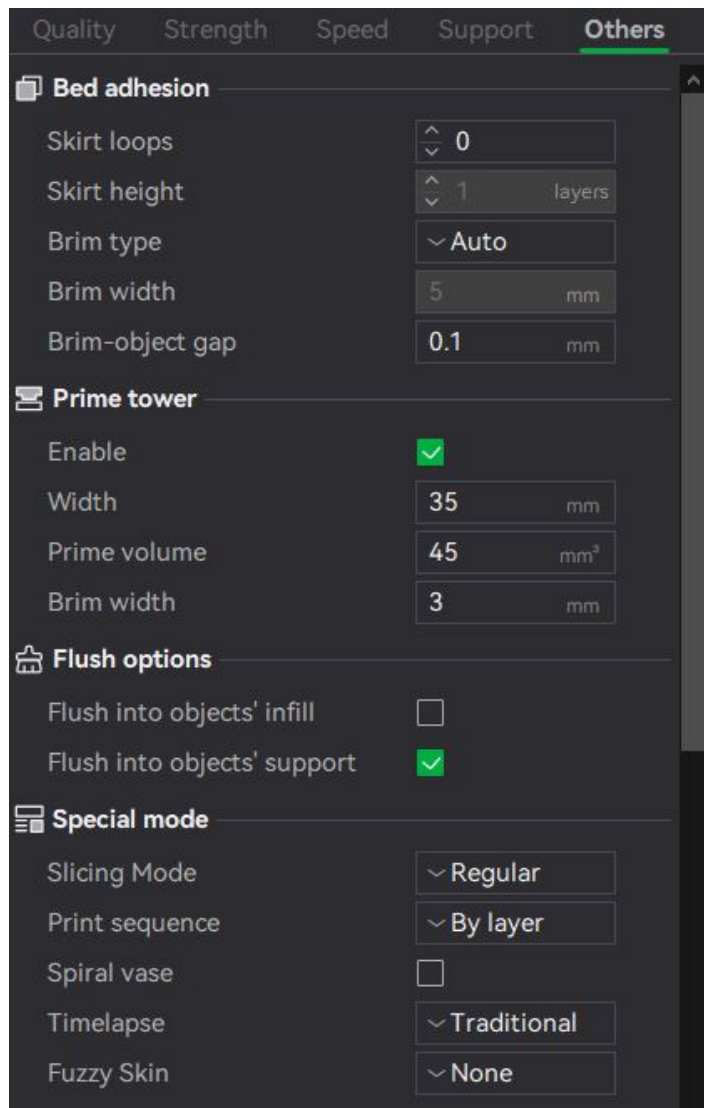 Quality Strength Speed Support Others
Bed adhesion
Skirt loops 0
Skirt height 1 layers
Brim type Auto
Brim width 5 mm
Brim-object gap 0.1 mm
Prime tower
Enable
Width 35 mm
Prime volume 45 mm³
Brim width 3 mm
Flush options
Flush into objects' infill
Flush into objects' support
Special mode
Slicing Mode Regular
Print sequence By layer
Spiral vase
Timelapse Traditional
Fuzzy Skin None